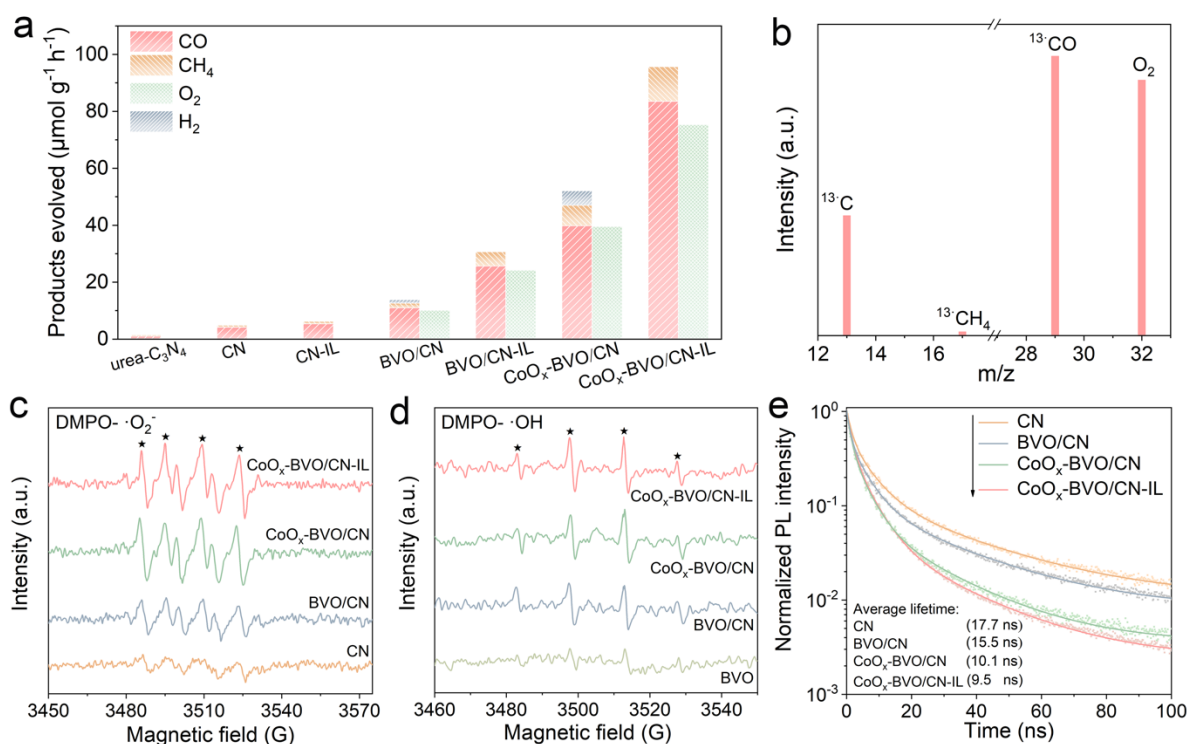 a
Products evolved (μmol g⁻¹ h⁻¹)
100
80
60
40
20
0
CO
CH₄
O₂
H₂
urea-C₃N₄
CN
CN-IL
BVO/CN
BVO/CN-IL
CoOₓ-BVO/CN
CoOₓ-BVO/CN-IL
b
Intensity (a.u.)
¹³·C
¹³·CH₄
¹³·CO
O₂
12
16
28
32
m/z
c
DMPO- ·O₂⁻
Intensity (a.u.)
CoOₓ-BVO/CN-IL
CoOₓ-BVO/CN
BVO/CN
CN
3450
3480
3510
3540
3570
Magnetic field (G)
d
DMPO- ·OH
Intensity (a.u.)
CoOₓ-BVO/CN-IL
CoOₓ-BVO/CN
BVO/CN
BVO
3460
3480
3500
3520
3540
Magnetic field (G)
e
Normalized PL intensity
10⁰
10⁻¹
10⁻²
10⁻³
CN
BVO/CN
CoOₓ-BVO/CN
CoOₓ-BVO/CN-IL
Average lifetime:
CN (17.7 ns)
BVO/CN (15.5 ns)
CoOₓ-BVO/CN (10.1 ns)
CoOₓ-BVO/CN-IL (9.5 ns)
0
20
40
60
80
100
Time (ns)